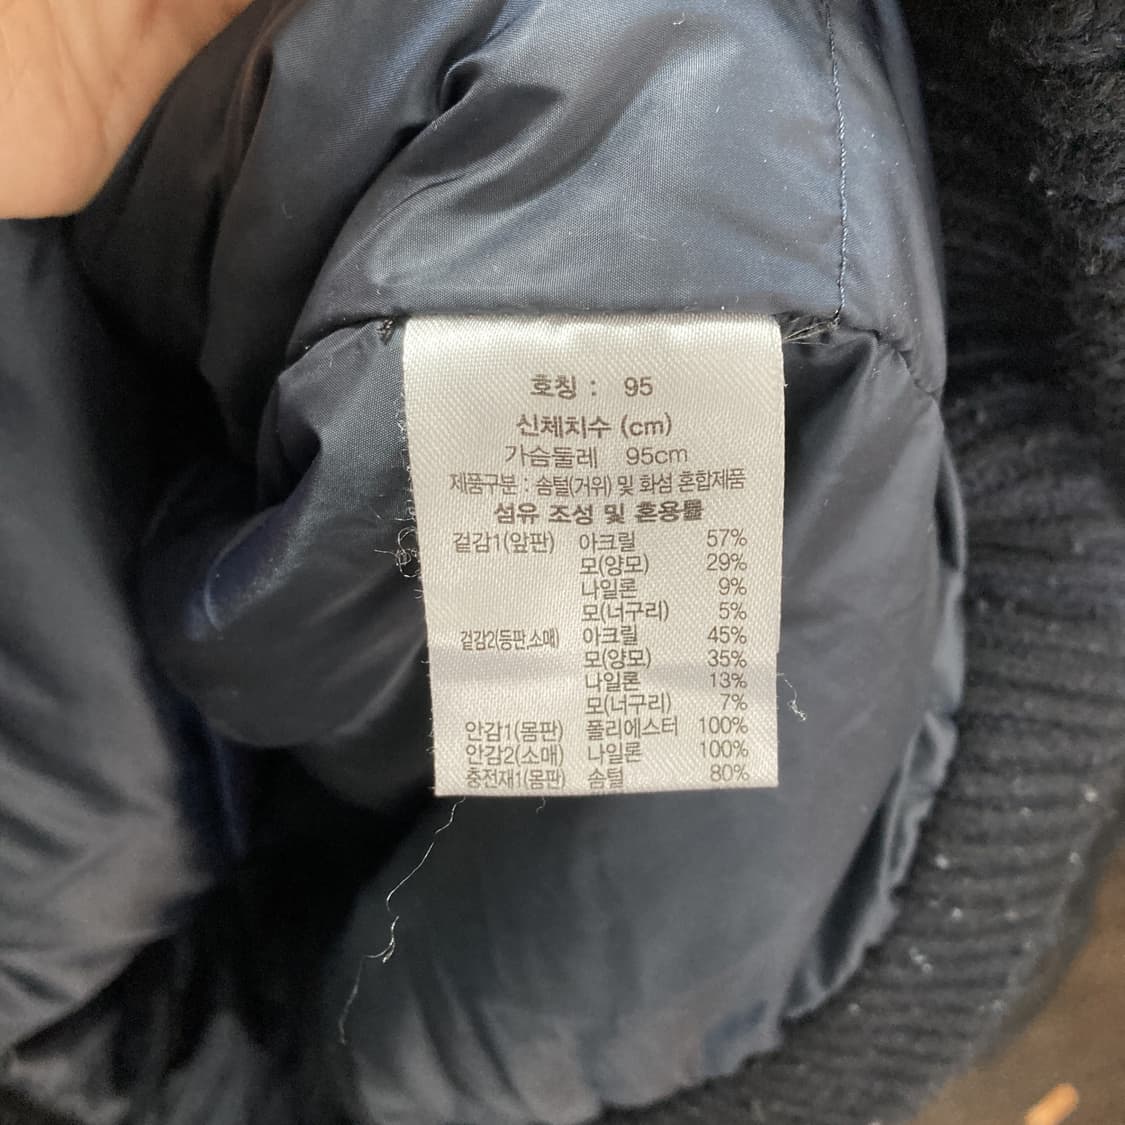 호칭 : 95
신체치수 (cm)
가슴둘레 95cm
제품구분 : 솜털(거위) 및 화섬 혼합제품
섬유 조성 및 혼용률
겉감1(앞판) 아크릴 57%
모(양모) 29%
나일론 9%
모(너구리) 5%
겉감2(등판,소매) 아크릴 45%
모(양모) 35%
나일론 13%
모(너구리) 7%
안감1(몸판) 폴리에스터 100%
안감2(소매) 나일론 100%
충전재1(몸판) 솜털 80%